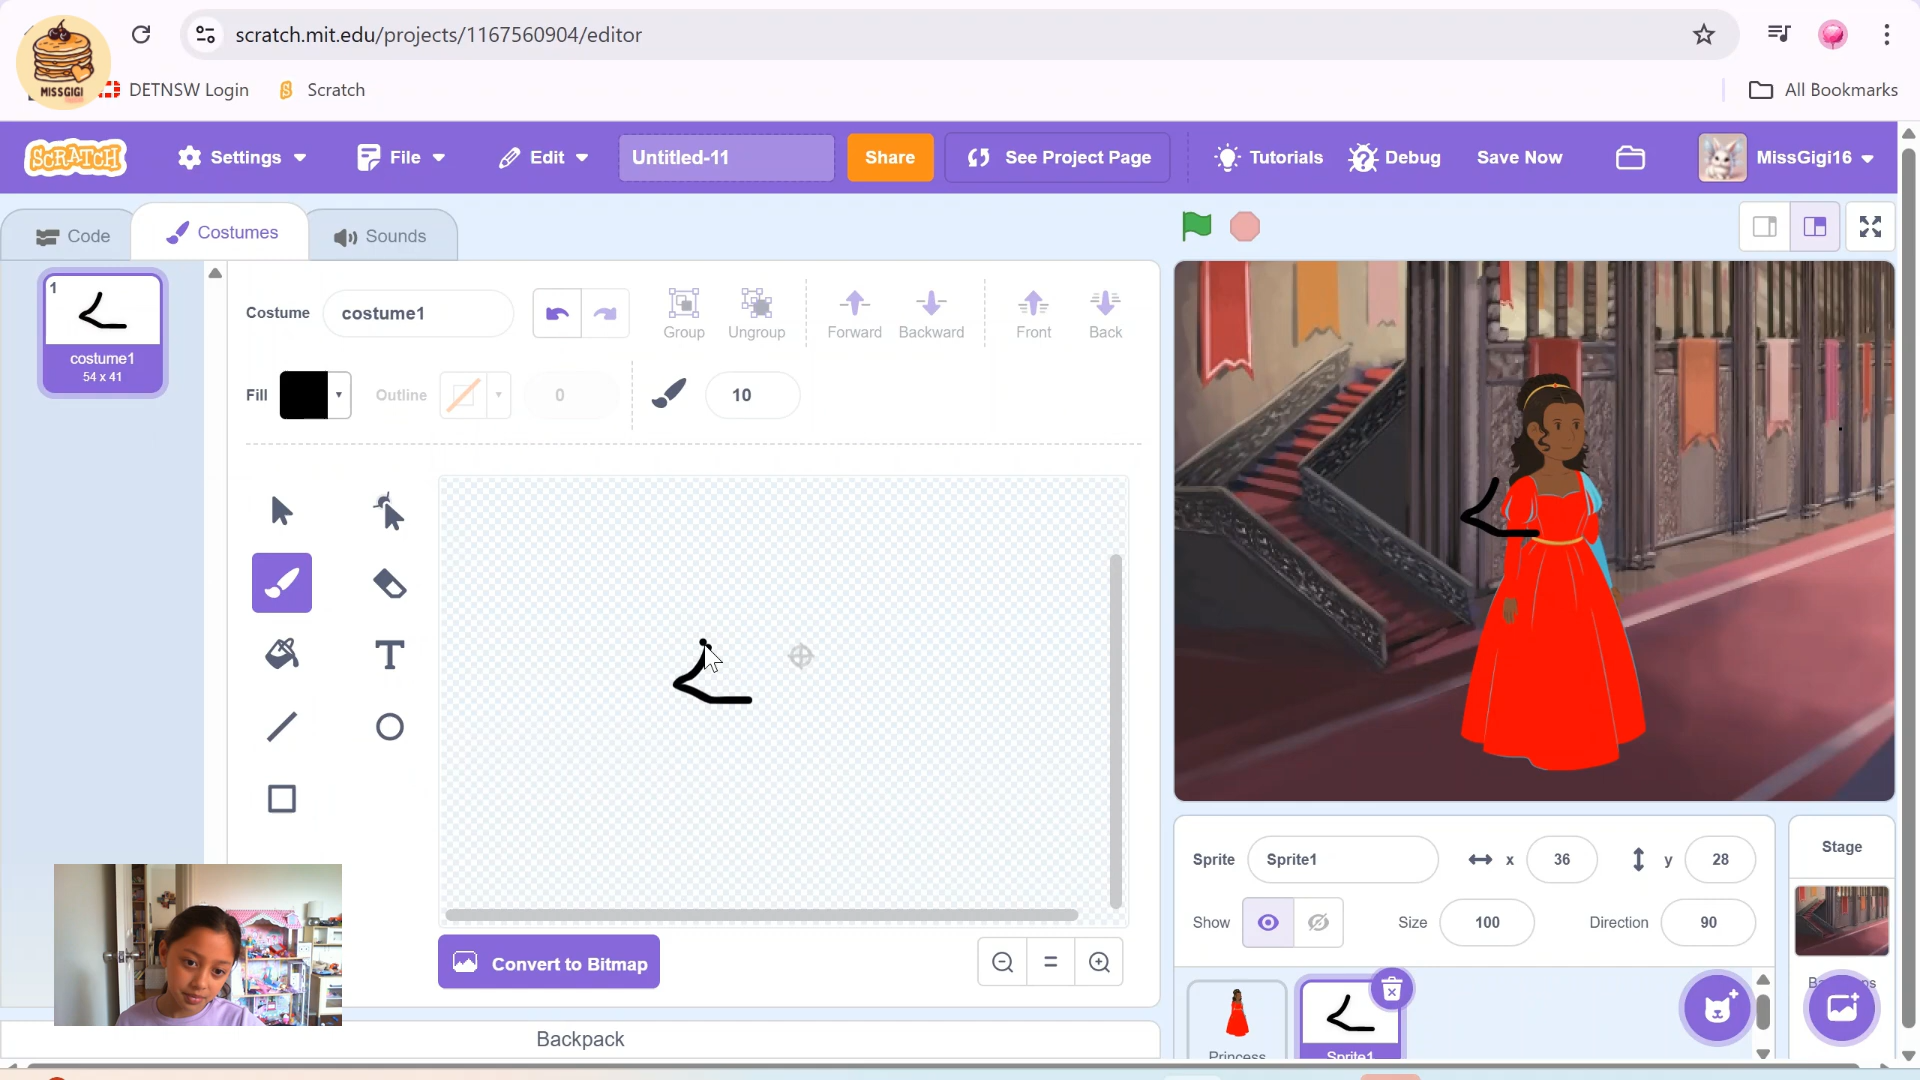 scratch.mit.edu/projects/1167560904/editor
MISSGIGI
DETNSW Login
Scratch
All Bookmarks
SCRATCH
Settings
File
Edit
Untitled-11
Share
See Project Page
Tutorials
Debug
Save Now
MissGigi16
Code
Costumes
Sounds
1
costume1
54 x 41
Costume
costume1
Group
Ungroup
Forward
Backward
Front
Back
Fill
Outline
0
10
T
Convert to Bitmap
Backpack
Sprite
Sprite1
x
36
y
28
Show
Size
100
Direction
90
Stage
Princess
Sprite1